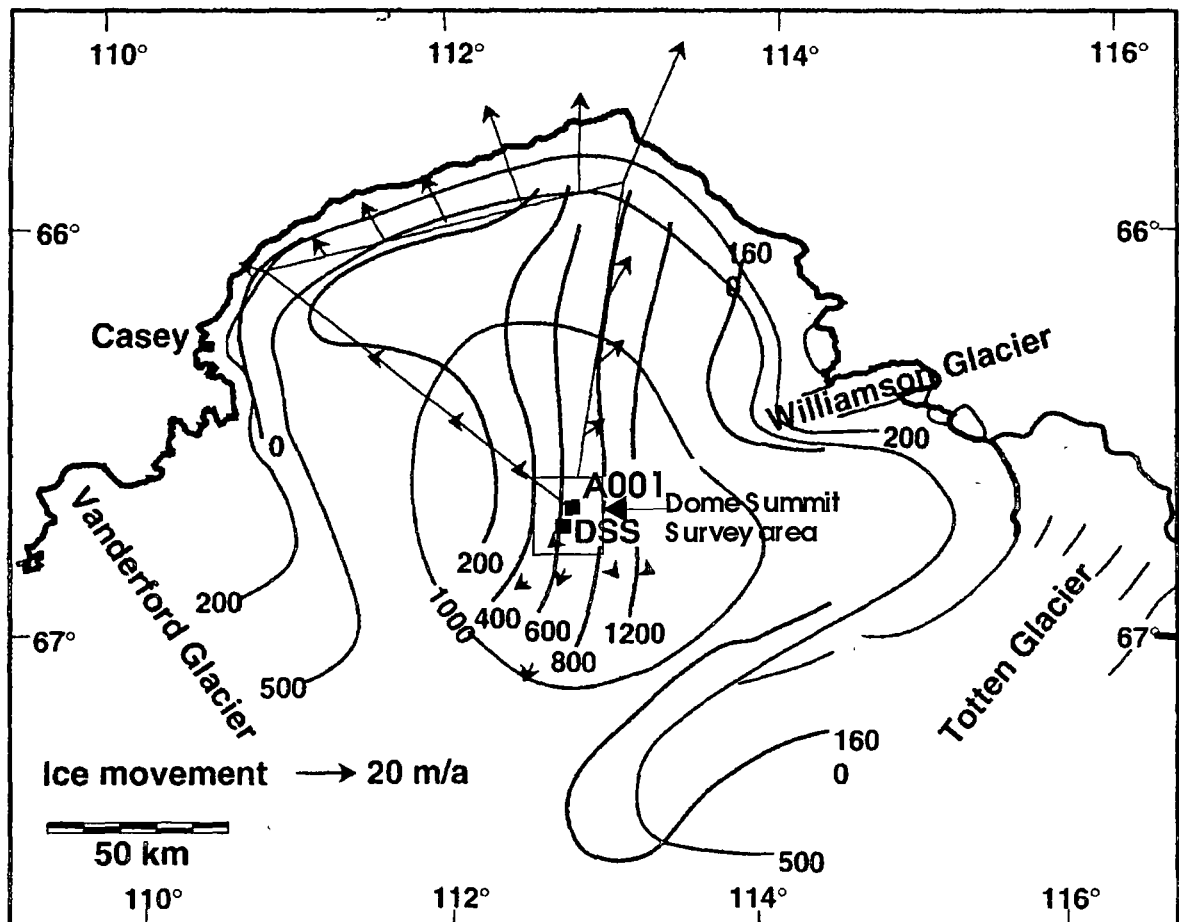 110°
112°
114°
116°
66°
66°
160
0
Casey
Williamson Glacier
0
200
A001
Dome Summit
DSS
Survey area
Vanderford Glacier
200
200
1000
400
600
1200
800
67°
67°
500
Totten Glacier
Ice movement
20 m/a
160
0
50 km
500
110°
112°
114°
116°